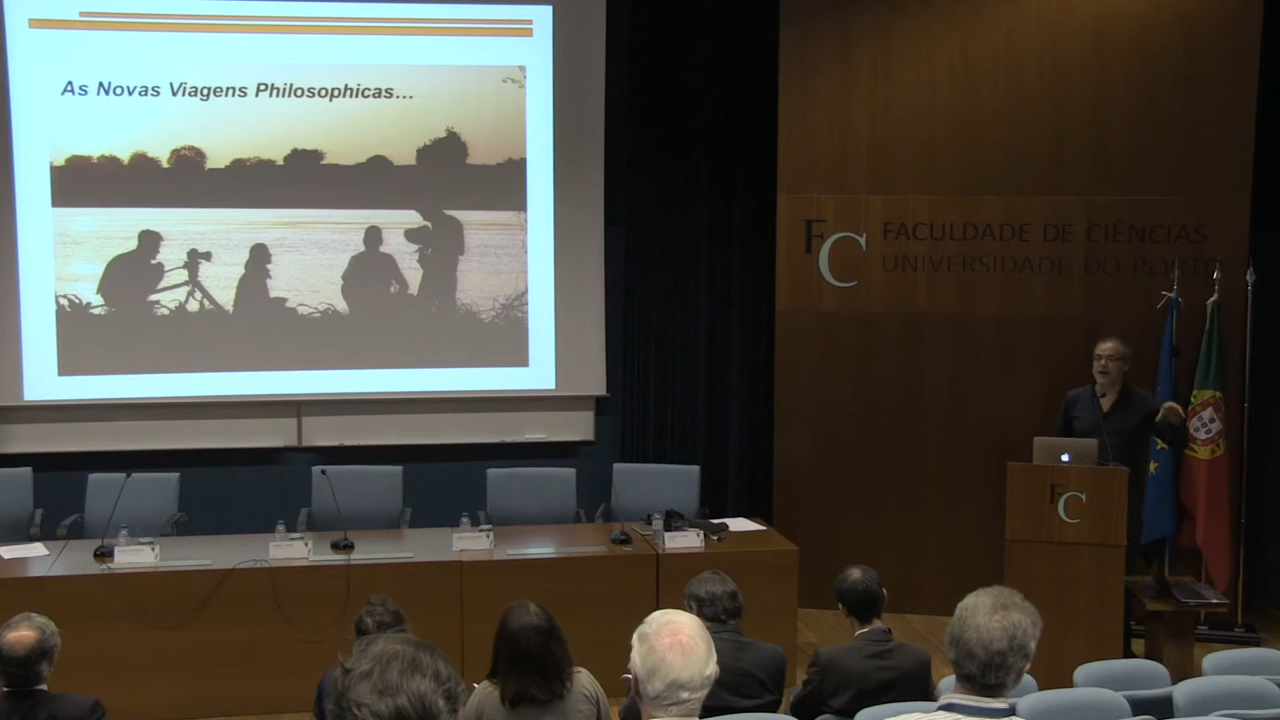 As Novas Viagens Philosophicas...
FC
FACULDADE DE CIÊNCIAS
UNIVERSIDADE DO PORTO
FC